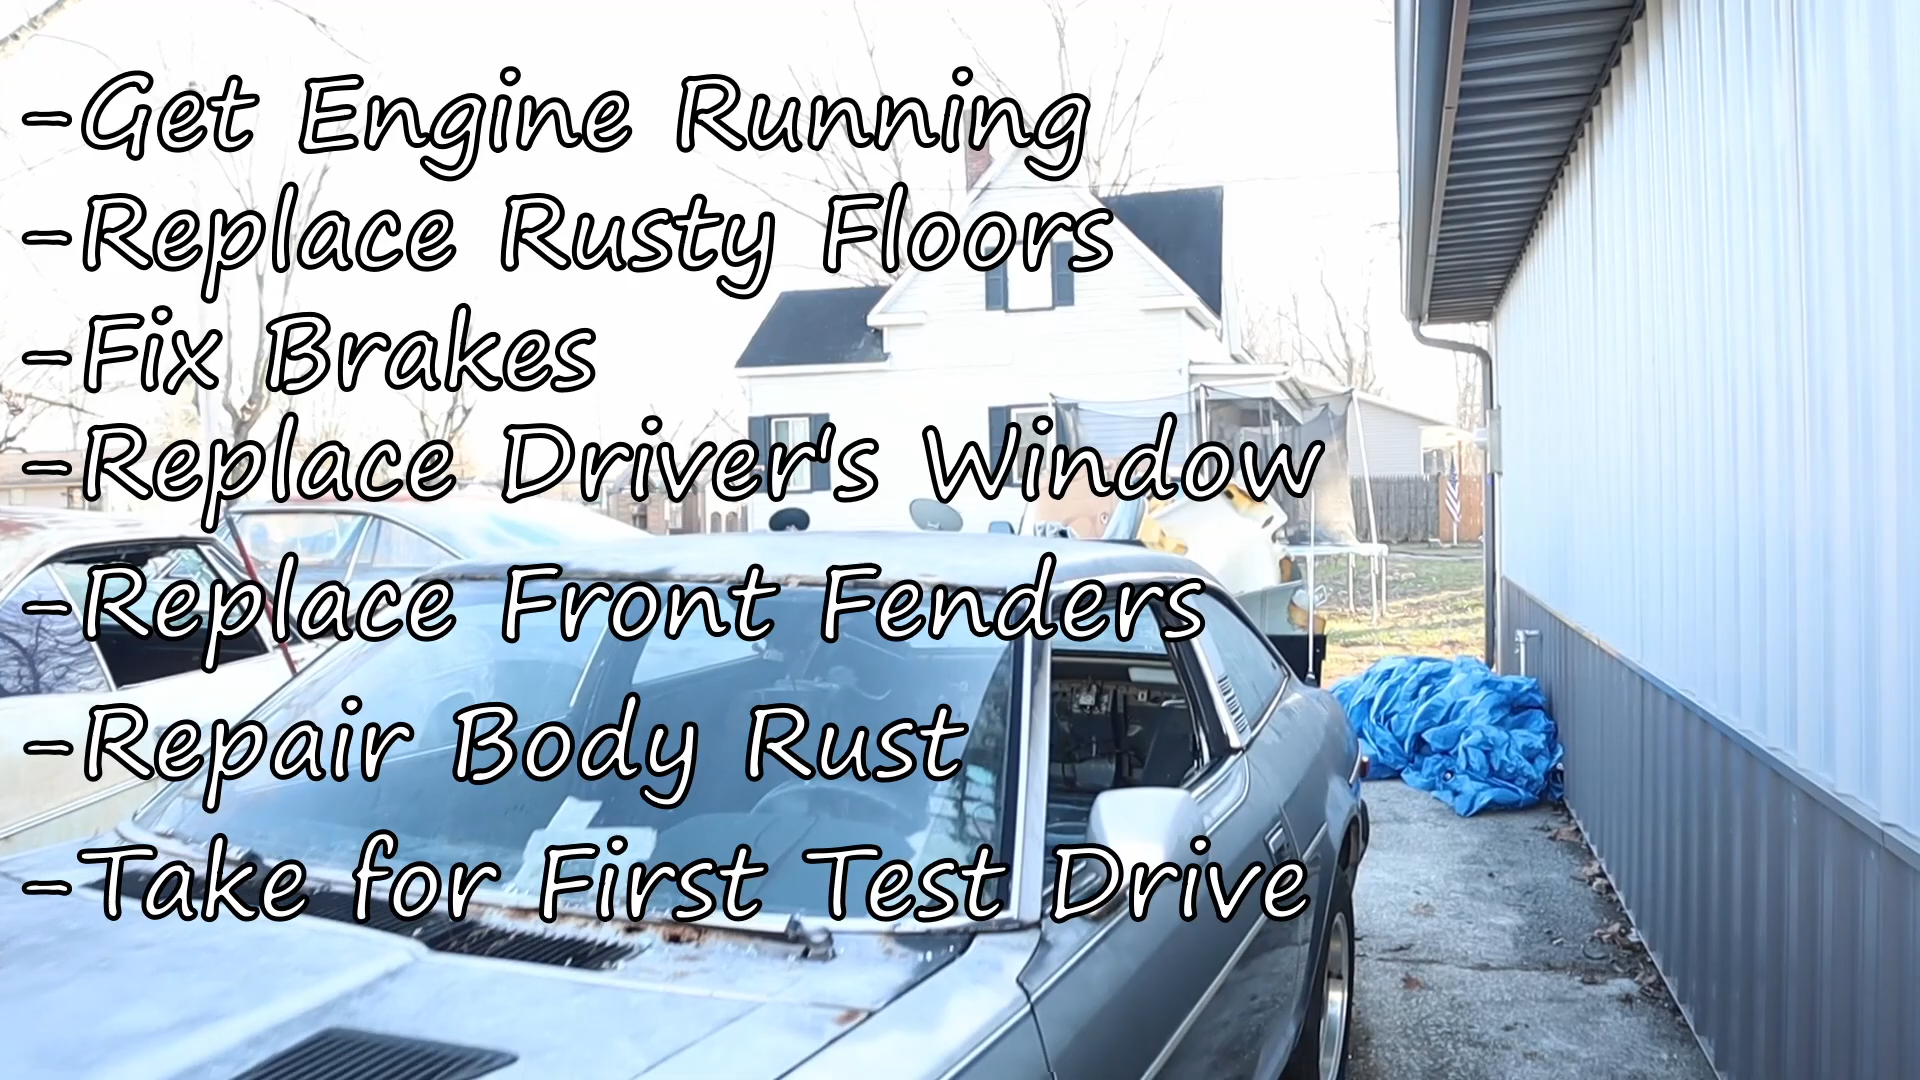 -Get Engine Running
-Replace Rusty Floors
-Fix Brakes
-Replace Driver's Window
-Replace Front Fenders
-Repair Body Rust
-Take for First Test Drive